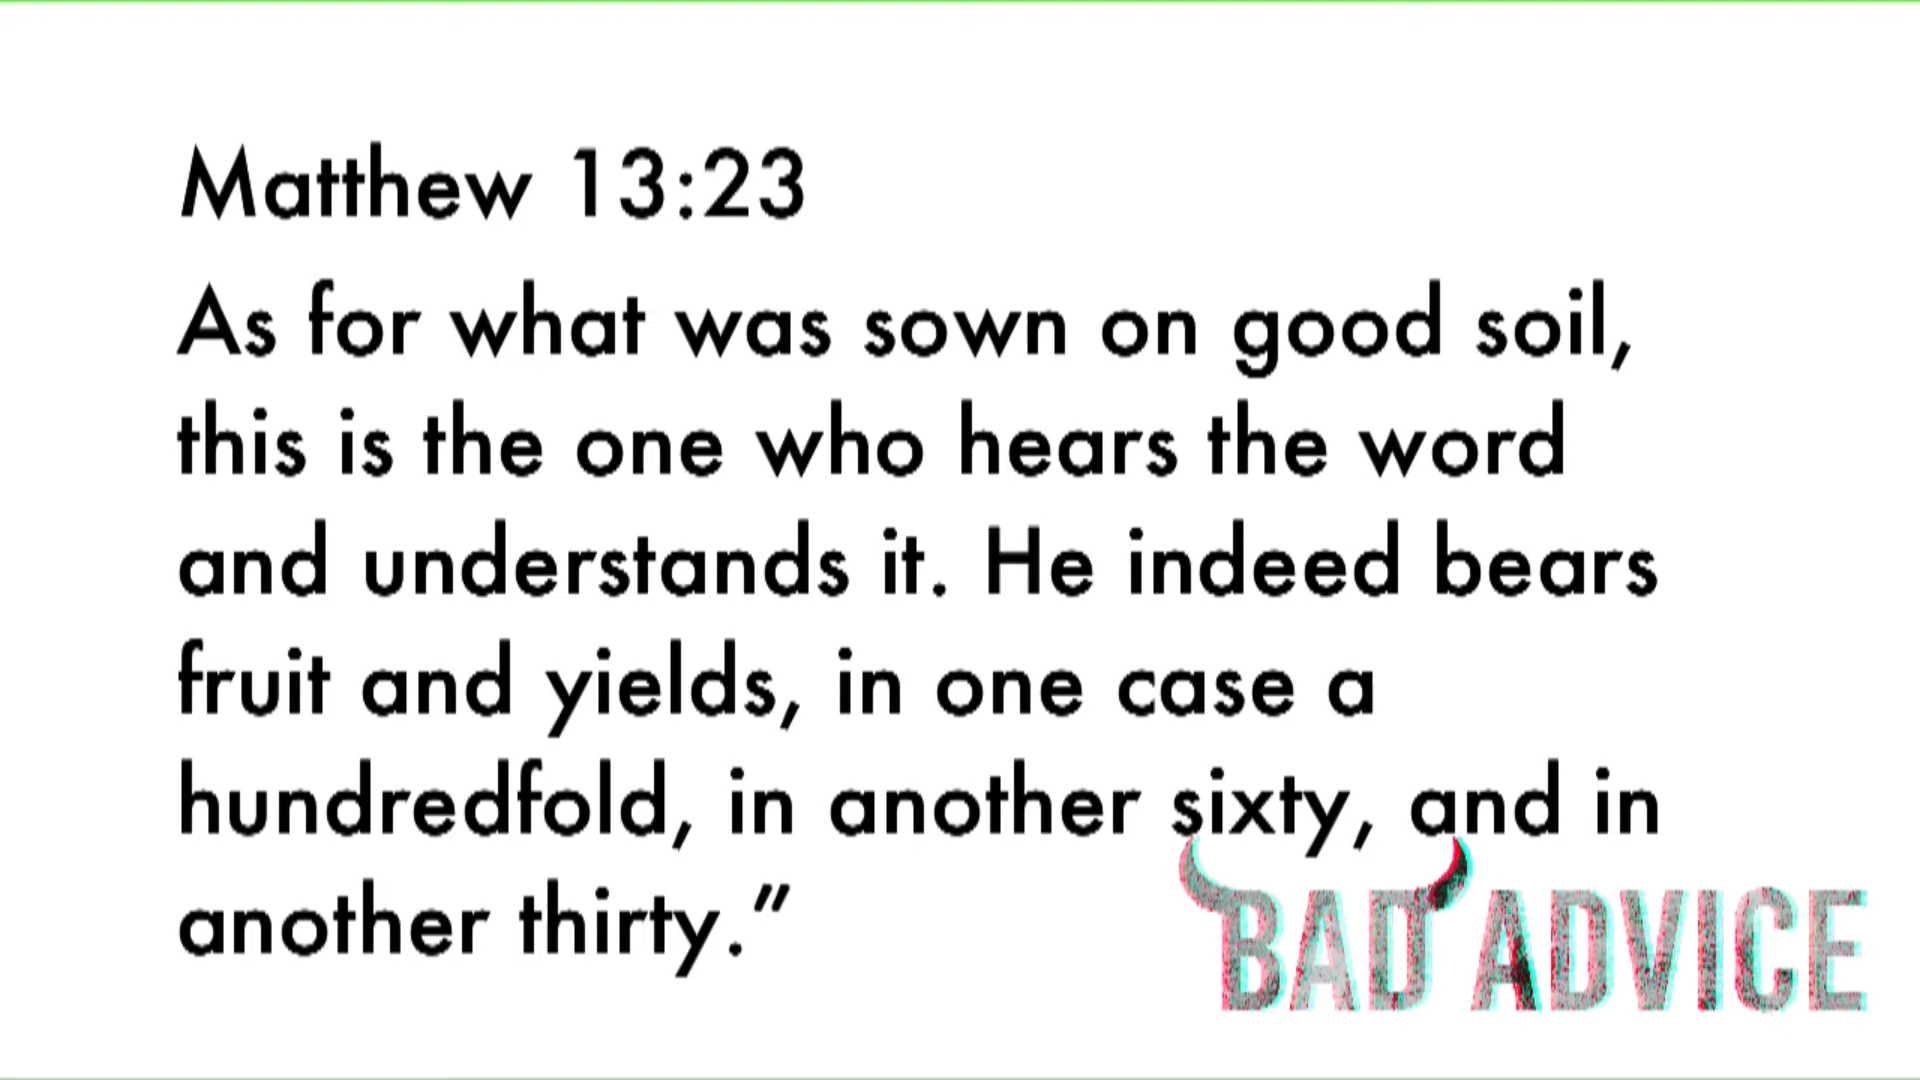 Matthew 13:23
As for what was sown on good soil,
this is the one who hears the word
and understands it. He indeed bears
fruit and yields, in one case a
hundredfold, in another sixty, and in
another thirty.”
BAD ADVICE